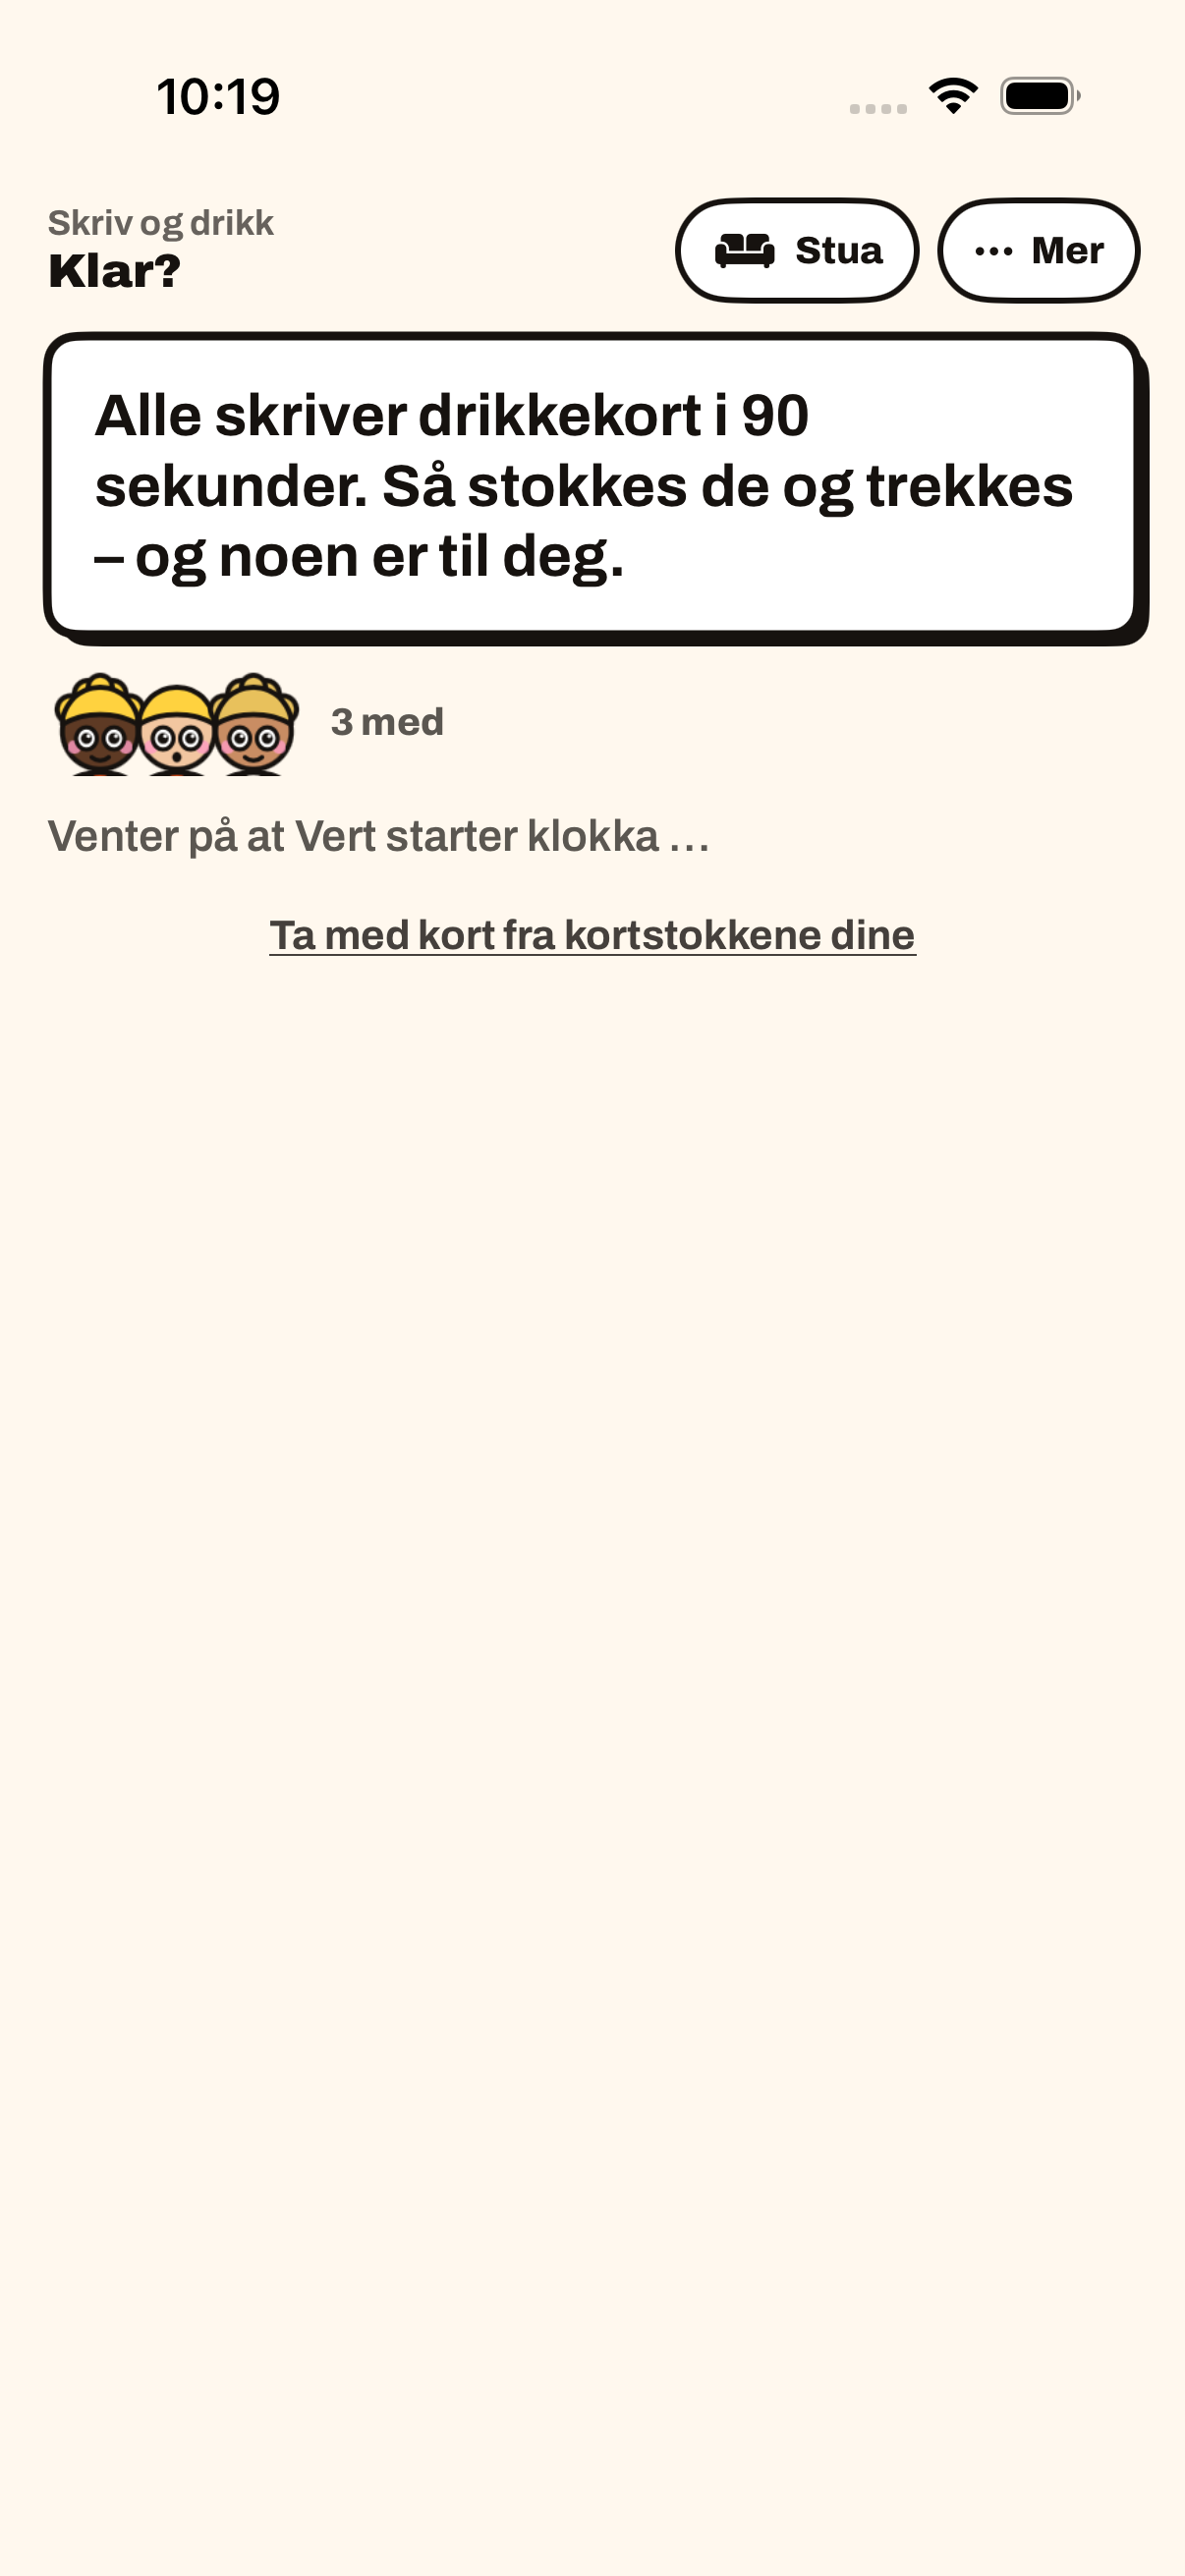 10:19
Skriv og drikk
Klar?
Stua
Mer
Alle skriver drikkekort i 90
sekunder. Så stokkes de og trekkes
– og noen er til deg.
3 med
Venter på at Vert starter klokka …
Ta med kort fra kortstokkene dine